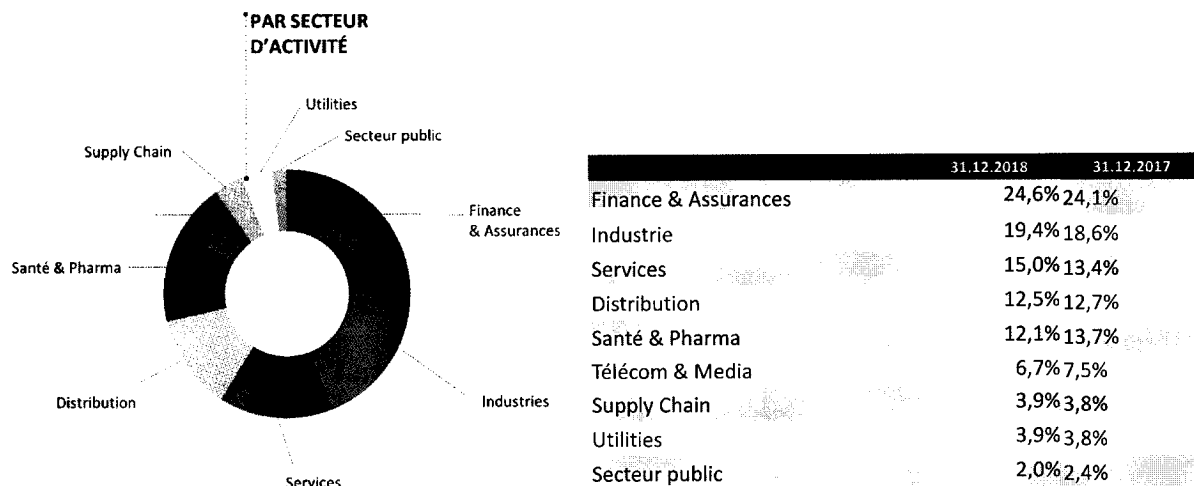 PAR SECTEUR
D'ACTIVITÉ
Utilities
Secteur public
Supply Chain
Finance
& Assurances
Santé & Pharma
Distribution
Industries
Services
31.12.2018 31.12.2017
Finance & Assurances 24,6% 24,1%
Industrie 19,4% 18,6%
Services 15,0% 13,4%
Distribution 12,5% 12,7%
Santé & Pharma 12,1% 13,7%
Télécom & Media 6,7% 7,5%
Supply Chain 3,9% 3,8%
Utilities 3,9% 3,8%
Secteur public 2,0% 2,4%